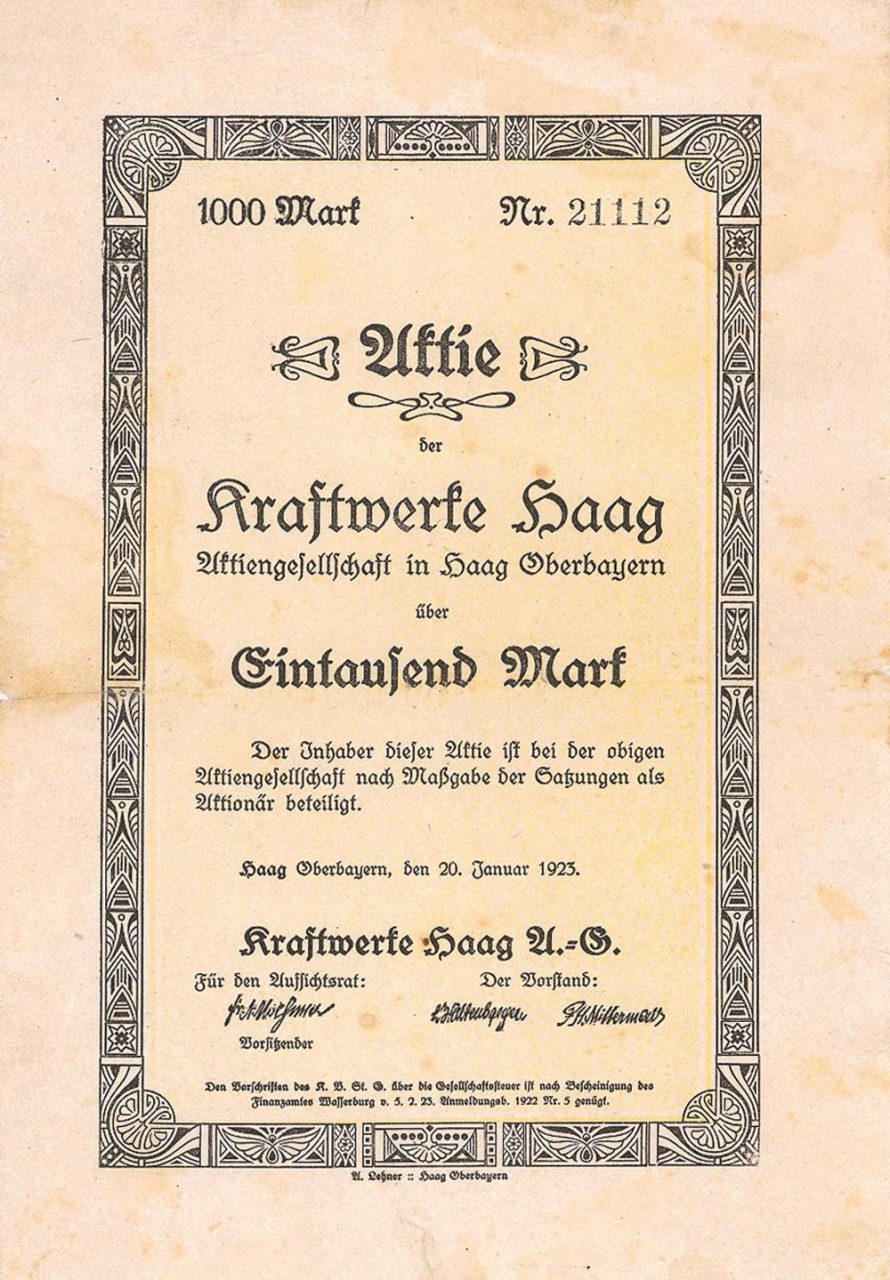 1000 Mark Nr. 21112
Aktie
der
Kraftwerke Haag
Aktiengesellschaft in Haag Oberbayern
über
Eintausend Mark
Der Inhaber dieser Aktie ist bei der obigen
Aktiengesellschaft nach Maßgabe der Satzungen als
Aktionär beteiligt.
Haag Oberbayern, den 20. Januar 1923.
Kraftwerke Haag A.-G.
Für den Aufsichtsrat: Der Vorstand:
Vorsitzender
Den Vorschriften des K. V. St. G. über die Gesellschaftssteuer ist nach Bescheinigung des
Finanzamtes Wasserburg v. 5. 2. 23. Anmeldungsb. 1922 Nr. 5 genügt.
A. Lehner :: Haag Oberbayern